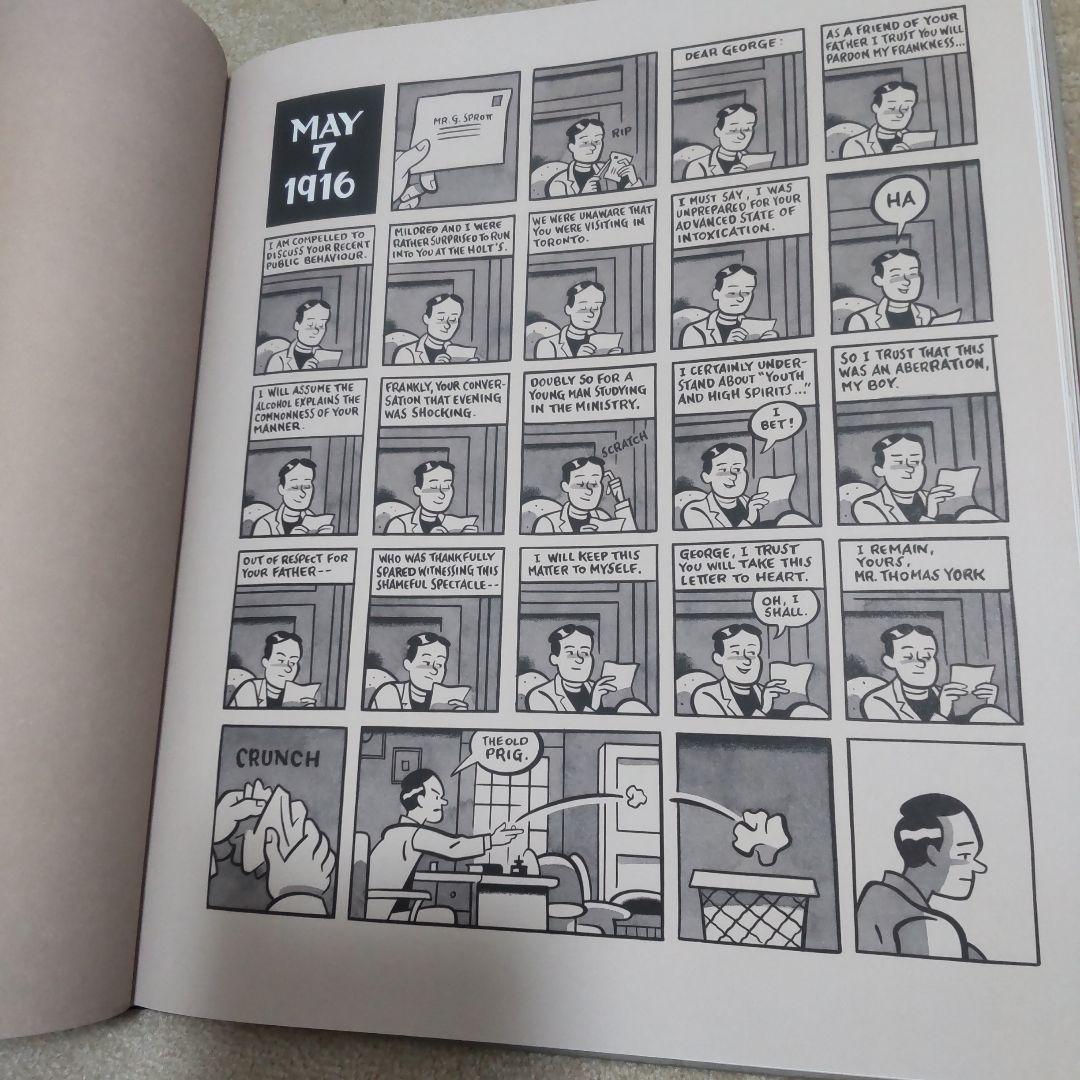 MAY
7
1916
MR. G. SPROTT
RIP
DEAR GEORGE:
AS A FRIEND OF YOUR
FATHER I TRUST YOU WILL
PARDON MY FRANKNESS...
I AM COMPELLED TO
DISCUSS YOUR RECENT
PUBLIC BEHAVIOUR.
MILDRED AND I WERE
RATHER SURPRISED TO RUN
INTO YOU AT THE HOLT'S.
WE WERE UNAWARE THAT
YOU WERE VISITING IN
TORONTO.
I MUST SAY, I WAS
UNPREPARED FOR YOUR
ADVANCED STATE OF
INTOXICATION.
HA
I WILL ASSUME THE
ALCOHOL EXPLAINS THE
COMMONNESS OF YOUR
MANNER.
FRANKLY, YOUR CONVER-
SATION THAT EVENING
WAS SHOCKING.
DOUBLY SO FOR A
YOUNG MAN STUDYING
IN THE MINISTRY.
SCRATCH
I CERTAINLY UNDER-
STAND ABOUT "YOUTH
AND HIGH SPIRITS..."
I
BET!
SO I TRUST THAT THIS
WAS AN ABERRATION,
MY BOY.
OUT OF RESPECT FOR
YOUR FATHER--
WHO WAS THANKFULLY
SPARED WITNESSING THIS
SHAMEFUL SPECTACLE--
I WILL KEEP THIS
MATTER TO MYSELF.
GEORGE, I TRUST
YOU WILL TAKE THIS
LETTER TO HEART.
OH, I
SHALL.
I REMAIN,
YOURS,
MR. THOMAS YORK
CRUNCH
THE OLD
PRIG.